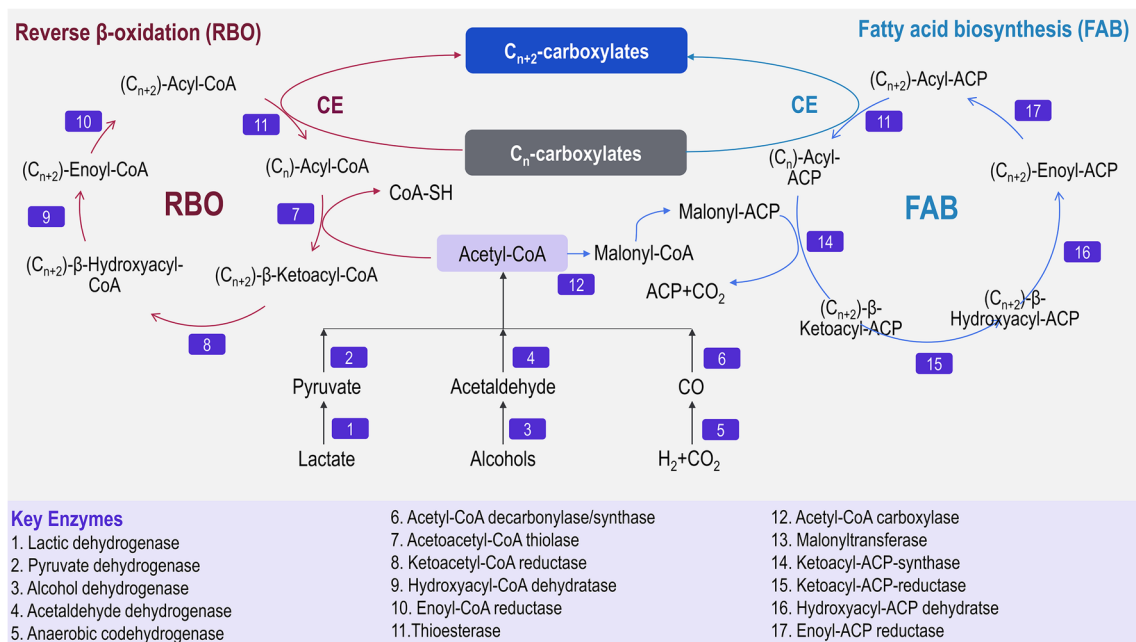 Reverse β-oxidation (RBO)
Fatty acid biosynthesis (FAB)
Cn+2-carboxylates
(Cn+2)-Acyl-CoA
(Cn+2)-Acyl-ACP
CE
CE
10
11
11
17
Cn-carboxylates
(Cn+2)-Enoyl-CoA
(Cn)-Acyl-CoA
(Cn)-Acyl-
ACP
(Cn+2)-Enoyl-ACP
CoA-SH
RBO
FAB
9
7
Malonyl-ACP
14
16
Acetyl-CoA
Malonyl-CoA
12
(Cn+2)-β-Hydroxyacyl-
CoA
(Cn+2)-β-Ketoacyl-CoA
ACP+CO2
(Cn+2)-β-
Ketoacyl-ACP
(Cn+2)-β-
Hydroxyacyl-ACP
8
15
2
4
6
Pyruvate
Acetaldehyde
CO
1
3
5
Lactate
Alcohols
H2+CO2
Key Enzymes
1. Lactic dehydrogenase
2. Pyruvate dehydrogenase
3. Alcohol dehydrogenase
4. Acetaldehyde dehydrogenase
5. Anaerobic codehydrogenase
6. Acetyl-CoA decarbonylase/synthase
7. Acetoacetyl-CoA thiolase
8. Ketoacetyl-CoA reductase
9. Hydroxyacyl-CoA dehydratase
10. Enoyl-CoA reductase
11.Thioesterase
12. Acetyl-CoA carboxylase
13. Malonyltransferase
14. Ketoacyl-ACP-synthase
15. Ketoacyl-ACP-reductase
16. Hydroxyacyl-ACP dehydratse
17. Enoyl-ACP reductase